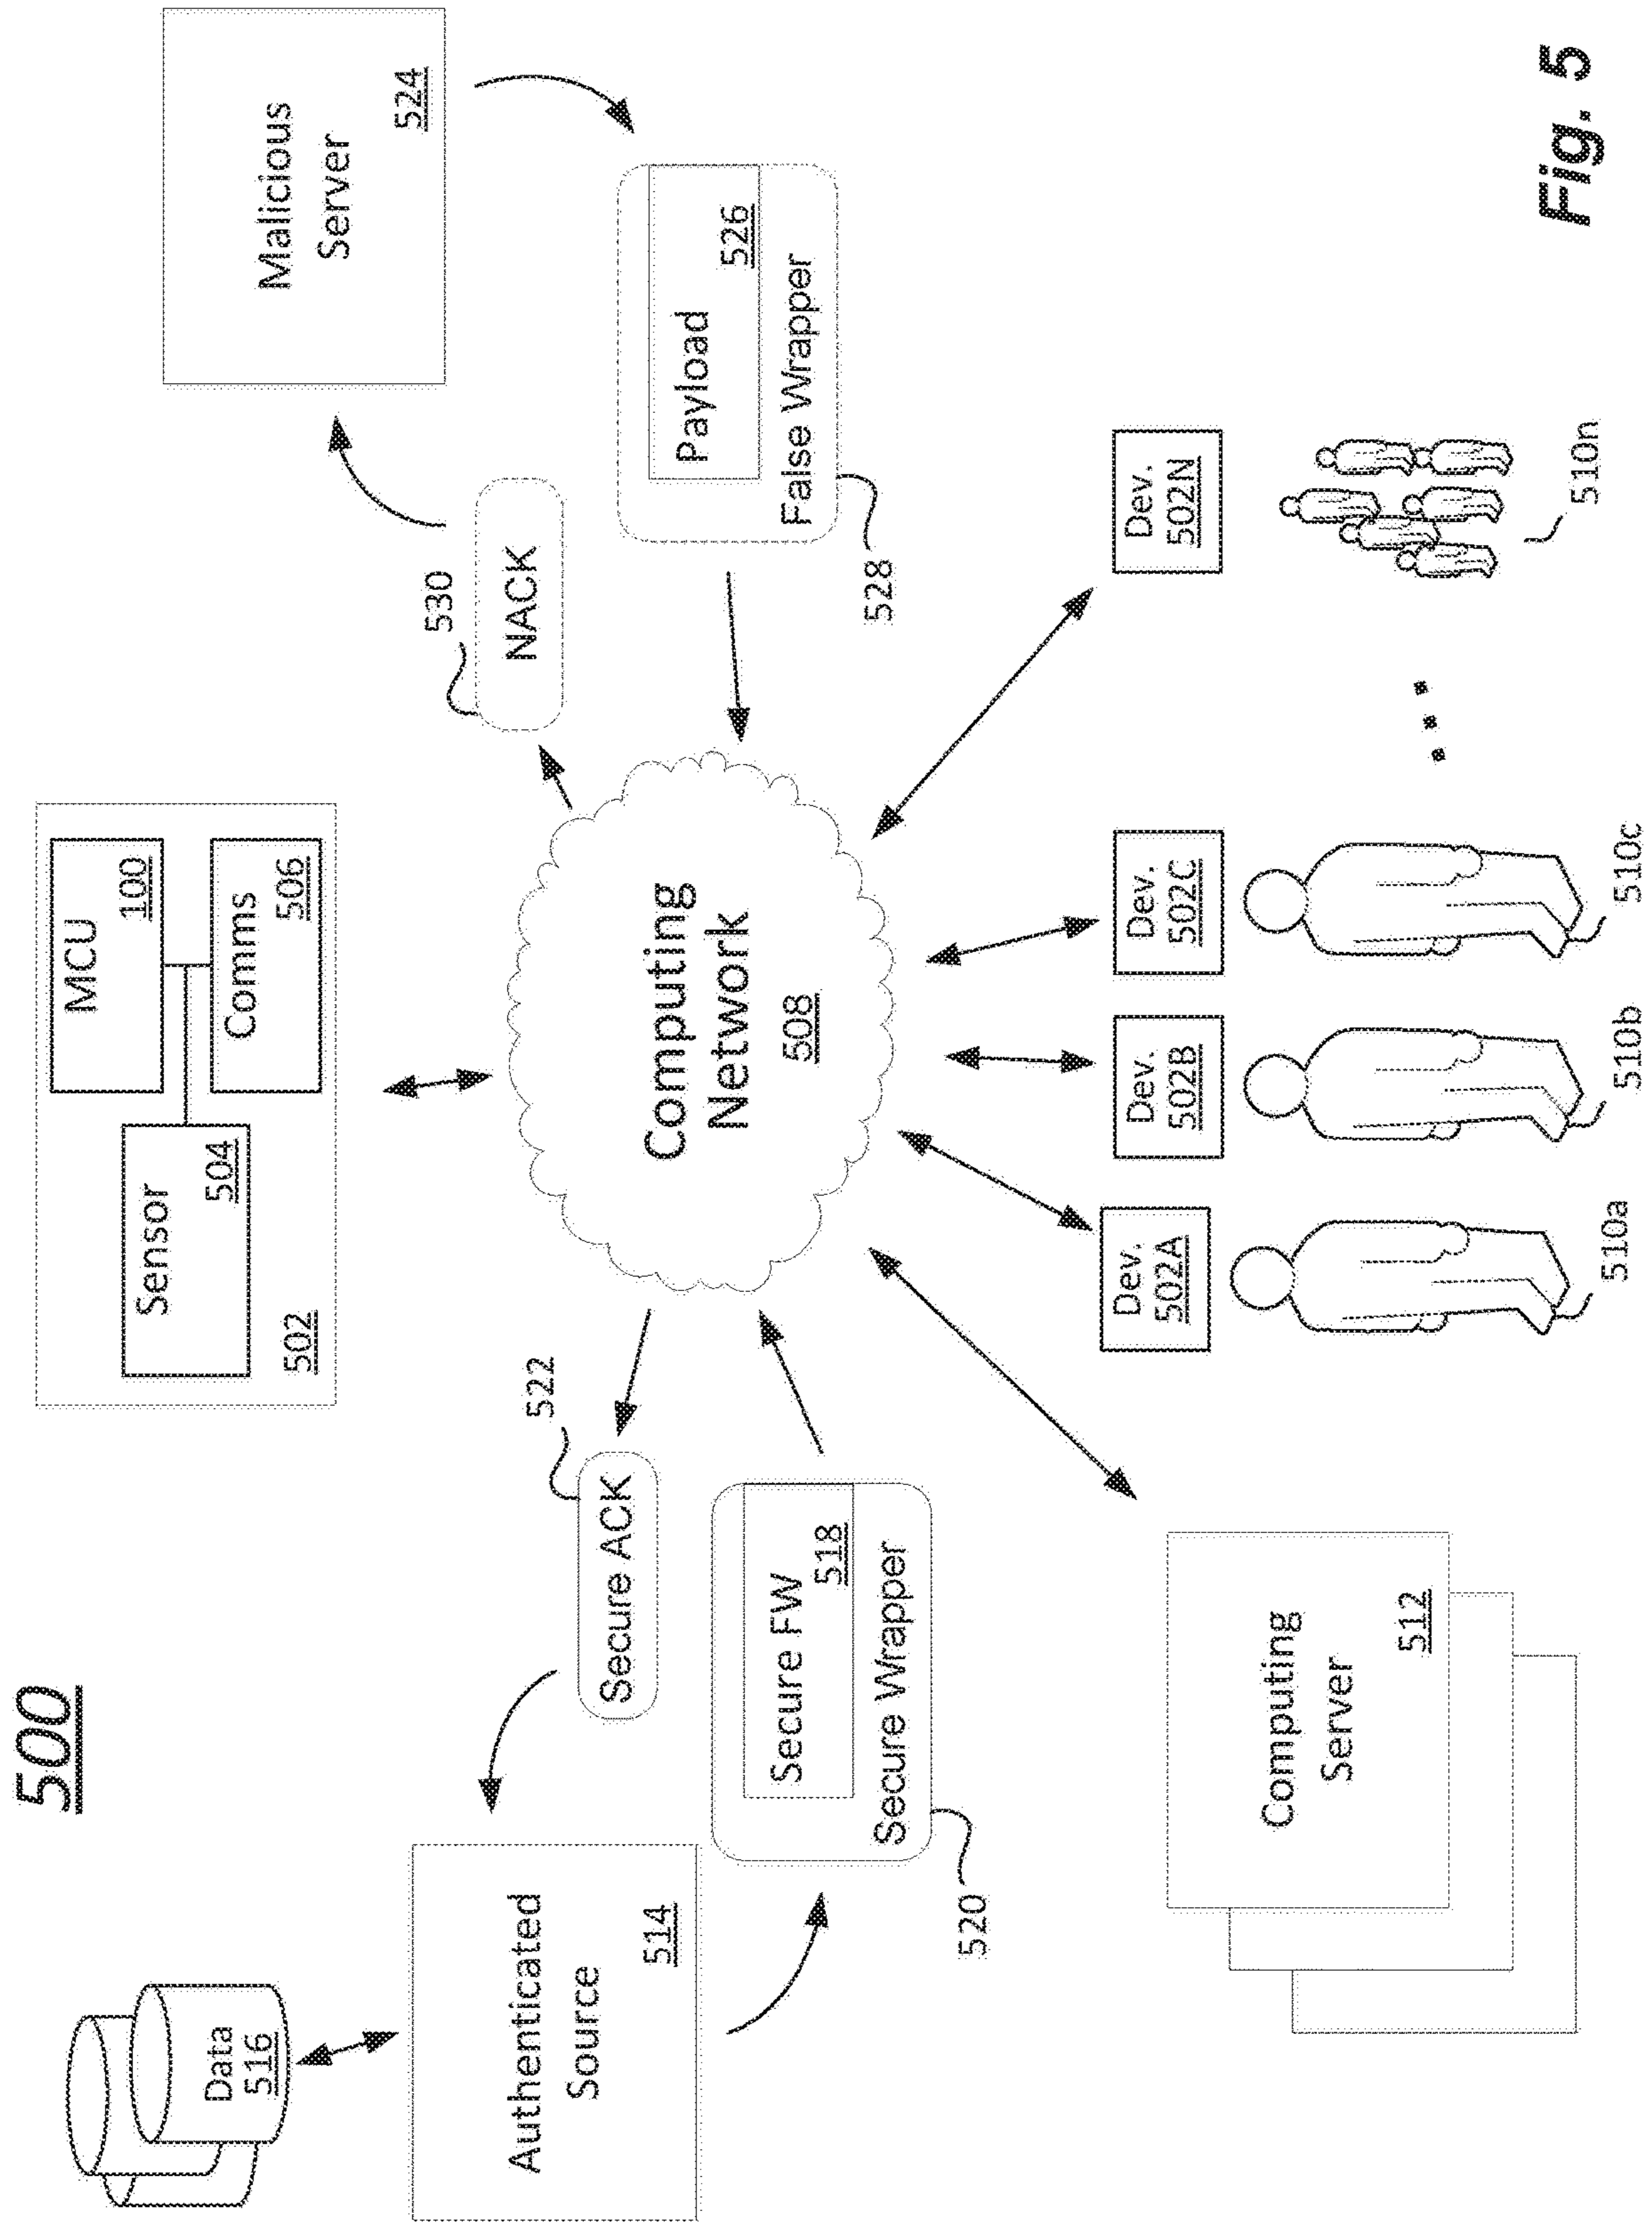 500
Data
516
Authenticated
Source
514
Secure ACK
522
Secure FW
518
Secure Wrapper
520
Sensor
504
502
MCU
100
Comms
506
Computing
Network
508
NACK
530
Malicious
Server
524
Payload
526
False Wrapper
528
Computing
Server
512
Dev.
502A
510a
Dev.
502B
510b
Dev.
502C
510c
Dev.
502N
510n
Fig. 5